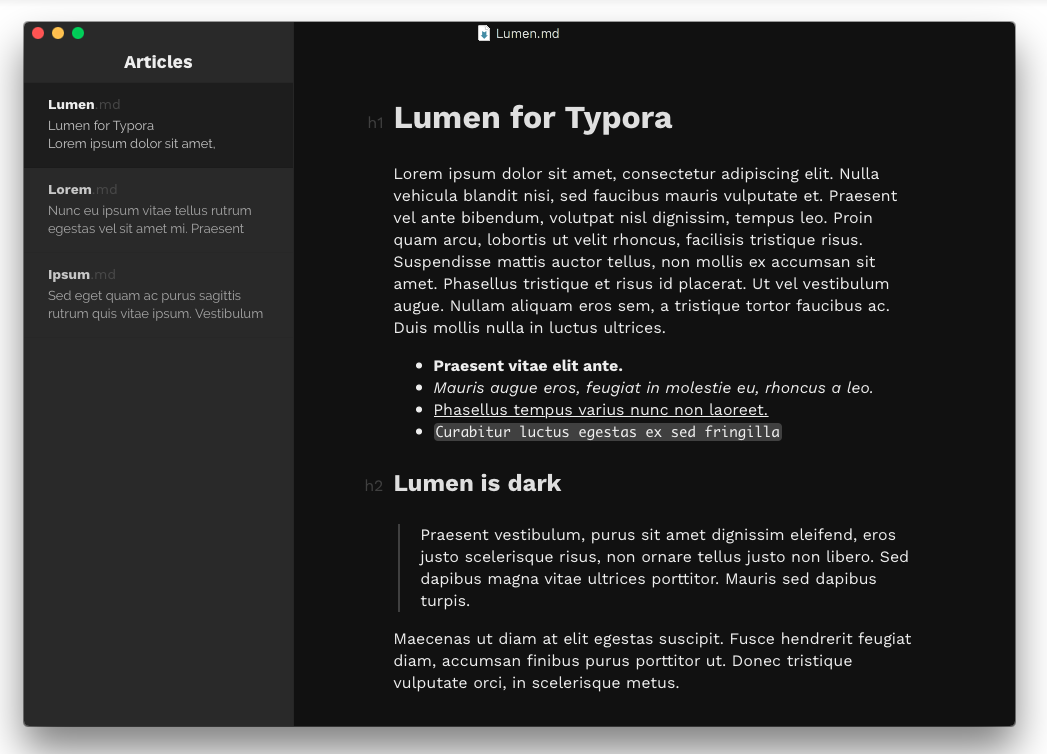 Lumen.md
Articles
Lumen.md
Lumen for Typora
Lorem ipsum dolor sit amet,
Lorem.md
Nunc eu ipsum vitae tellus rutrum
egestas vel sit amet mi. Praesent
Ipsum.md
Sed eget quam ac purus sagittis
rutrum quis vitae ipsum. Vestibulum
h1 Lumen for Typora
Lorem ipsum dolor sit amet, consectetur adipiscing elit. Nulla
vehicula blandit nisi, sed faucibus mauris vulputate et. Praesent
vel ante bibendum, volutpat nisl dignissim, tempus leo. Proin
quam arcu, lobortis ut velit rhoncus, facilisis tristique risus.
Suspendisse mattis auctor tellus, non mollis ex accumsan sit
amet. Phasellus tristique et risus id placerat. Ut vel vestibulum
augue. Nullam aliquam eros sem, a tristique tortor faucibus ac.
Duis mollis nulla in luctus ultrices.
• Praesent vitae elit ante.
• Mauris augue eros, feugiat in molestie eu, rhoncus a leo.
• Phasellus tempus varius nunc non laoreet.
• Curabitur luctus egestas ex sed fringilla
h2 Lumen is dark
Praesent vestibulum, purus sit amet dignissim eleifend, eros
justo scelerisque risus, non ornare tellus justo non libero. Sed
dapibus magna vitae ultrices porttitor. Mauris sed dapibus
turpis.
Maecenas ut diam at elit egestas suscipit. Fusce hendrerit feugiat
diam, accumsan finibus purus porttitor ut. Donec tristique
vulputate orci, in scelerisque metus.